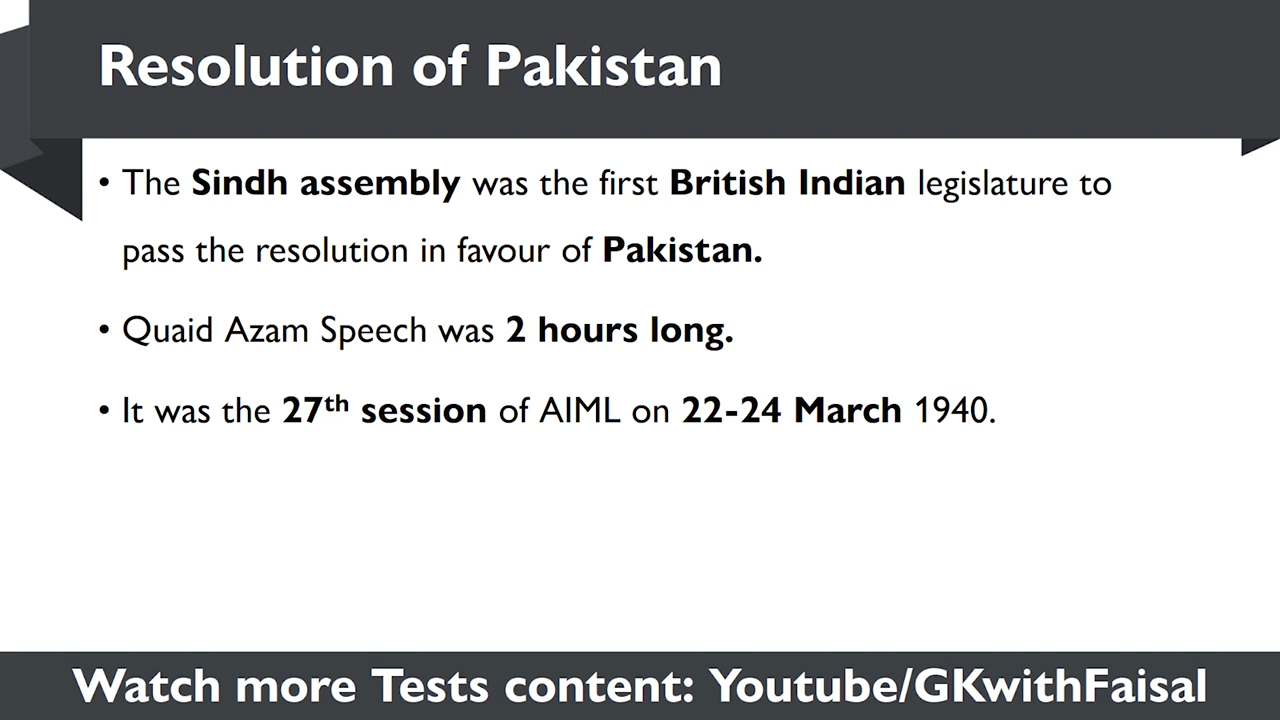 Resolution of Pakistan
• The Sindh assembly was the first British Indian legislature to
pass the resolution in favour of Pakistan.
• Quaid Azam Speech was 2 hours long.
• It was the 27th session of AIML on 22-24 March 1940.
Watch more Tests content: Youtube/GKwithFaisal